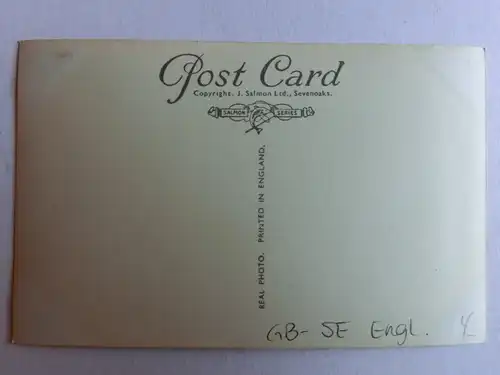 Post Card
Copyright. J. Salmon Ltd., Sevenoaks.
SALMON SERIES
REAL PHOTO. PRINTED IN ENGLAND.
GB- SE Engl.